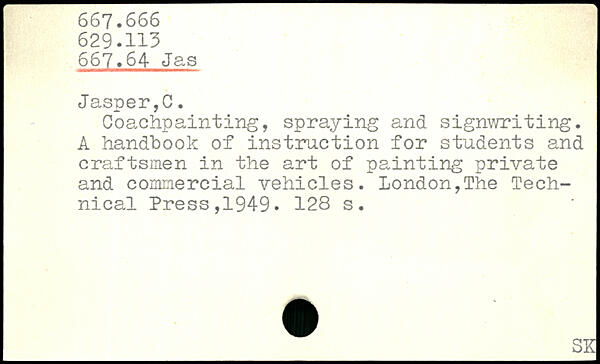 667.666
629.113
667.64 Jas
Jasper,C.
Coachpainting, spraying and signwriting.
A handbook of instruction for students and
craftsmen in the art of painting private
and commercial vehicles. London,The Tech-
nical Press,1949. 128 s.
SK